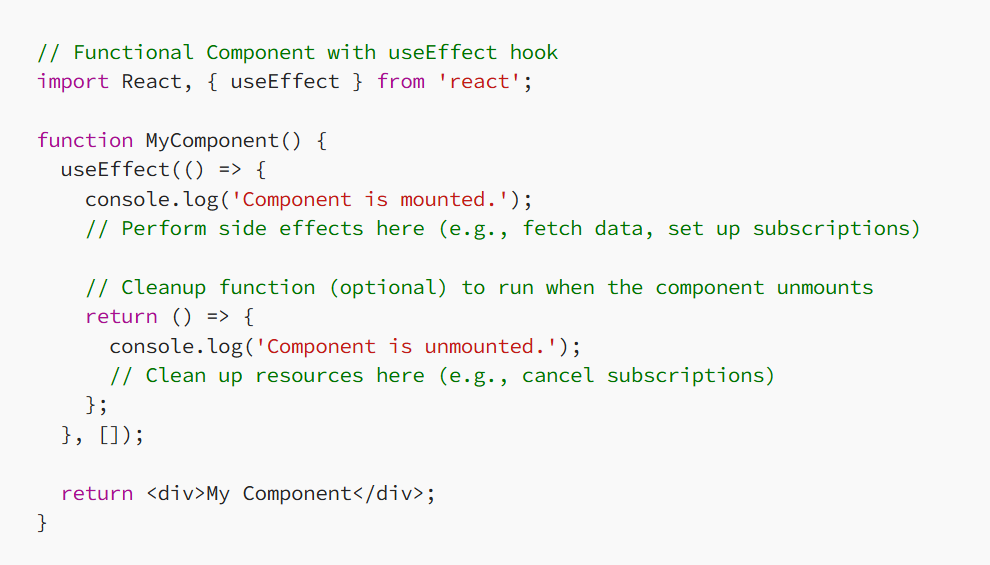 // Functional Component with useEffect hook
import React, { useEffect } from 'react';
function MyComponent() {
useEffect(() => {
console.log('Component is mounted.');
// Perform side effects here (e.g., fetch data, set up subscriptions)
// Cleanup function (optional) to run when the component unmounts
return () => {
console.log('Component is unmounted.');
// Clean up resources here (e.g., cancel subscriptions)
};
}, []);
return <div>My Component</div>;
}